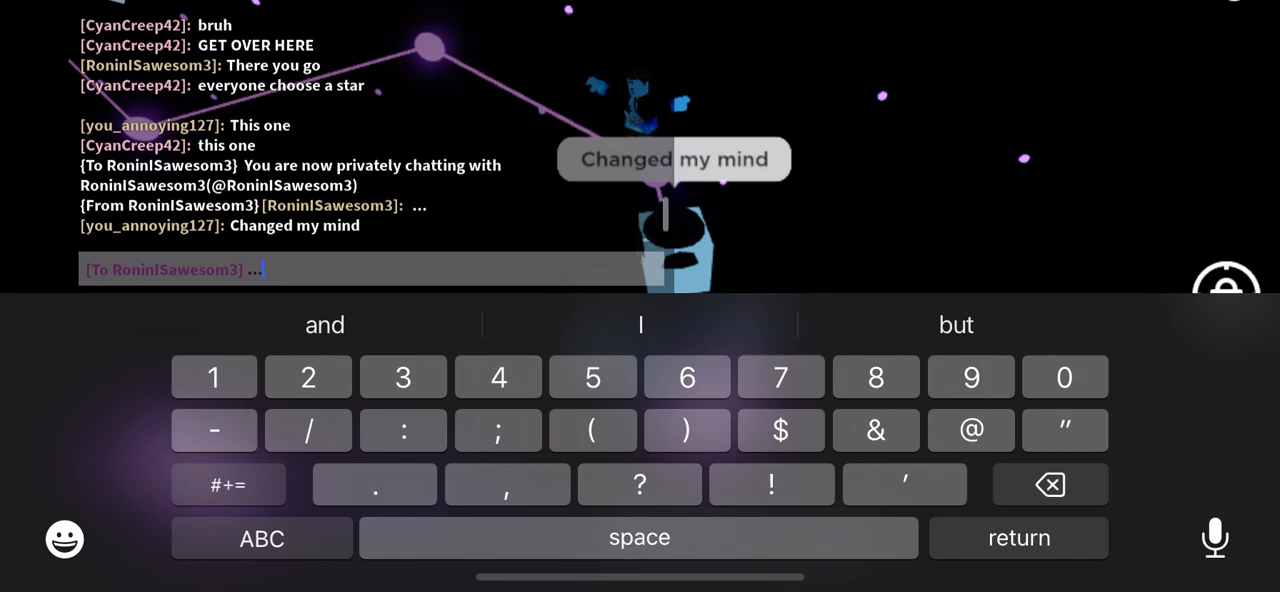 [CyanCreep42]: bruh
[CyanCreep42]: GET OVER HERE
[RoninISawesom3]: There you go
[CyanCreep42]: everyone choose a star
[you_annoying127]: This one
[CyanCreep42]: this one
{To RoninISawesom3} You are now privately chatting with
RoninISawesom3(@RoninISawesom3)
{From RoninISawesom3}[RoninISawesom3]: ...
[you_annoying127]: Changed my mind
Changed my mind
[To RoninISawesom3] ...
and I but
1 2 3 4 5 6 7 8 9 0
- / : ; ( ) $ & @ "
#+= . , ? ! '
ABC space return